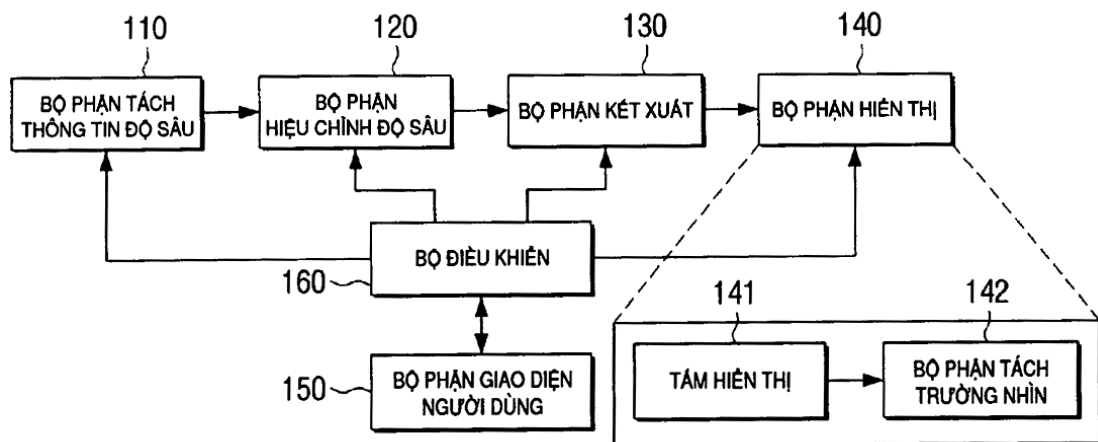 110
120
130
140
BỘ PHẬN TÁCH
THÔNG TIN ĐỘ SÂU
BỘ PHẬN
HIỆU CHỈNH ĐỘ SÂU
BỘ PHẬN KẾT XUẤT
BỘ PHẬN HIỂN THỊ
BỘ ĐIỀU KHIỂN
160
141
142
150
BỘ PHẬN GIAO DIỆN
NGƯỜI DÙNG
TẤM HIỂN THỊ
BỘ PHẬN TÁCH
TRƯỜNG NHÌN